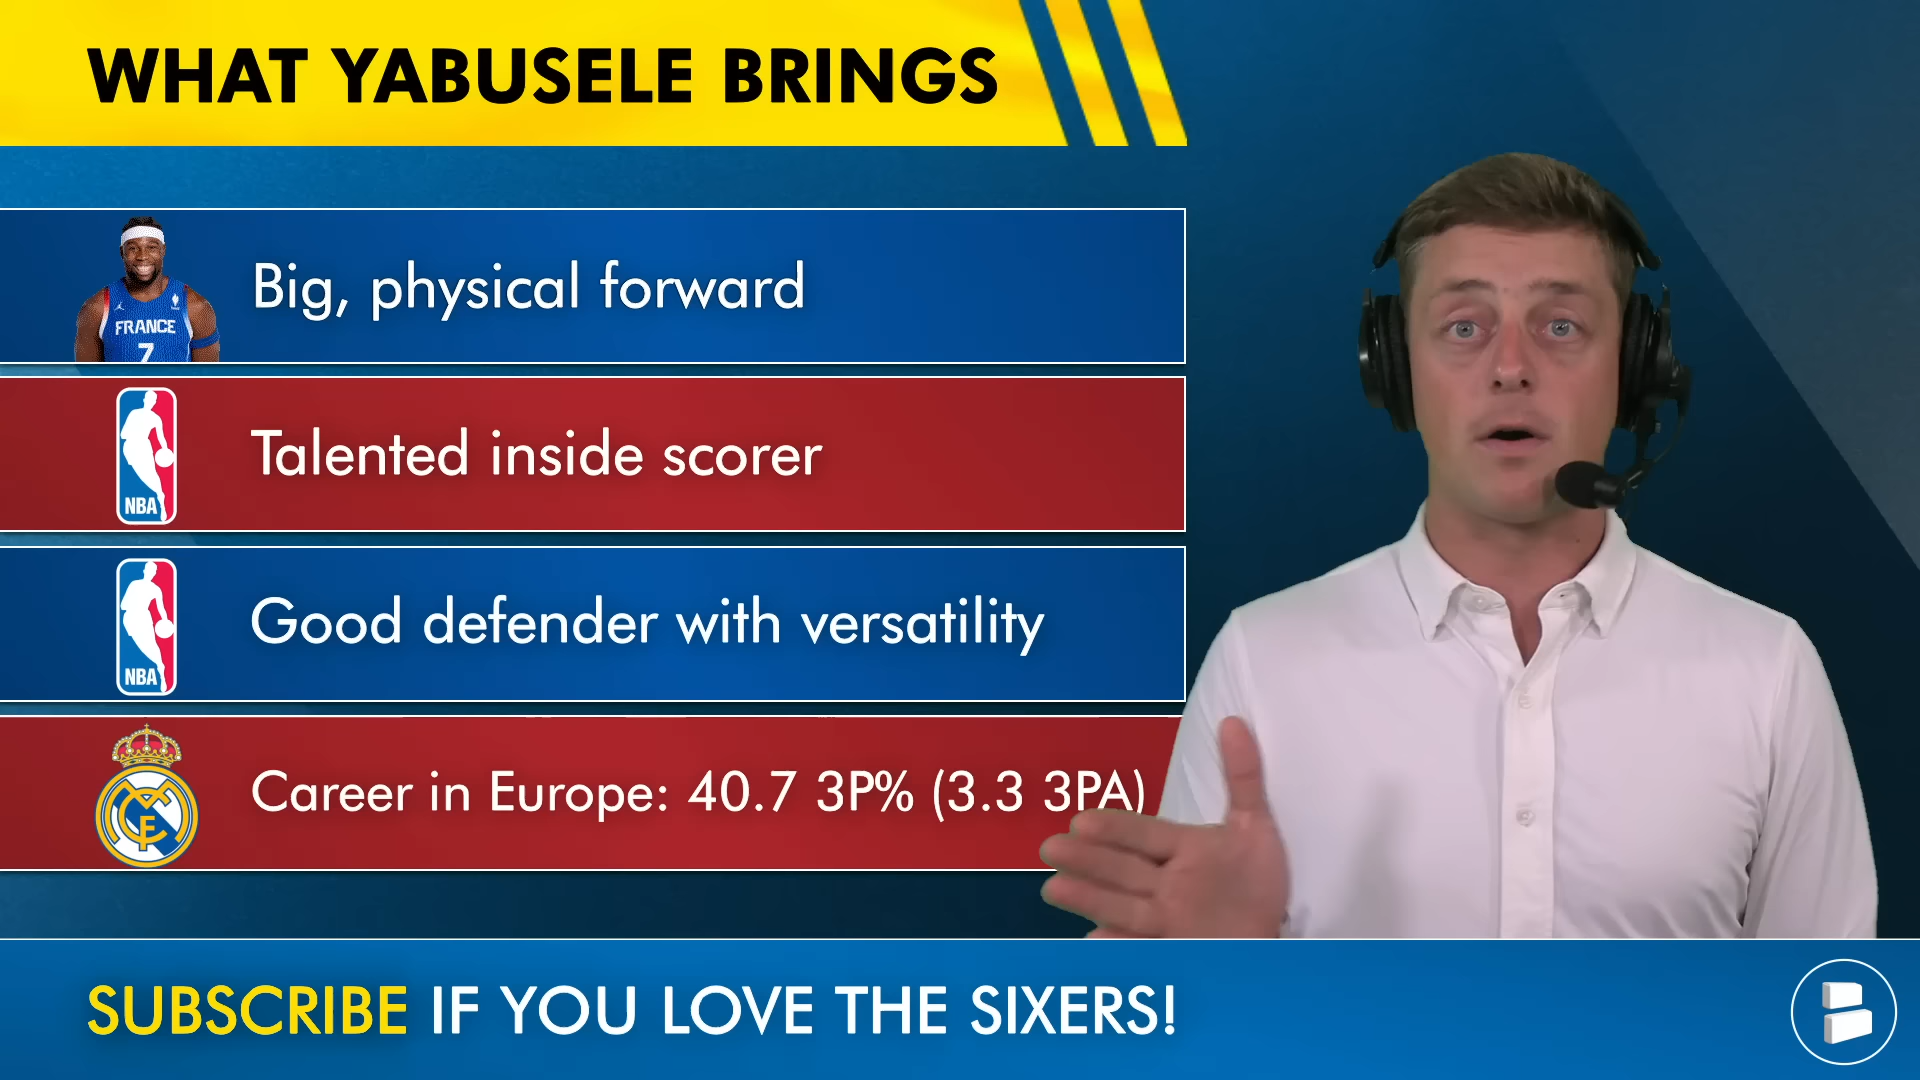 WHAT YABUSELE BRINGS
FRANCE
7
Big, physical forward
NBA
Talented inside scorer
NBA
Good defender with versatility
Career in Europe: 40.7 3P% (3.3 3PA)
SUBSCRIBE IF YOU LOVE THE SIXERS!